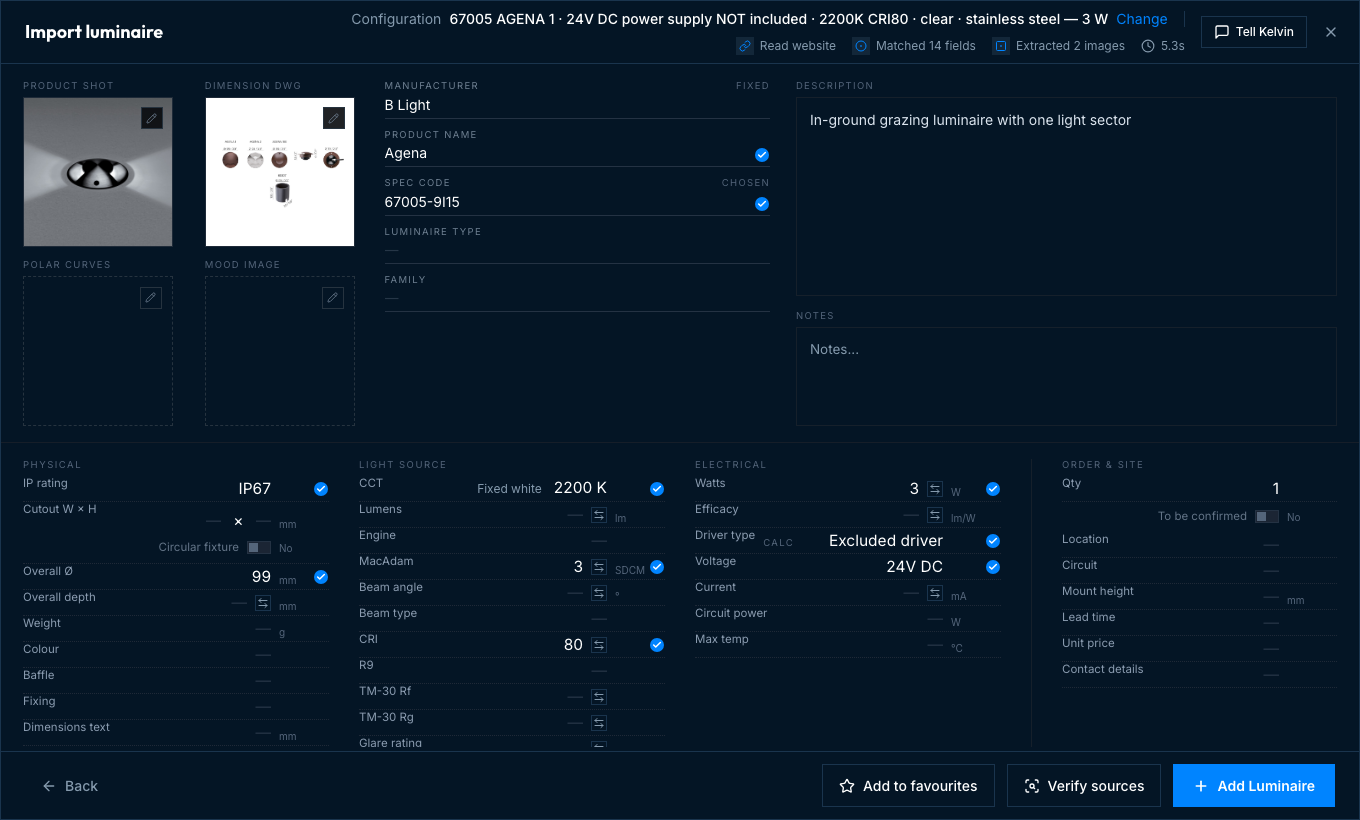 Import luminaire
Configuration 67005 AGENA 1 · 24V DC power supply NOT included · 2200K CRI80 · clear · stainless steel — 3 W Change
Read website Matched 14 fields Extracted 2 images 5.3s
Tell Kelvin
PRODUCT SHOT
DIMENSION DWG
POLAR CURVES
MOOD IMAGE
MANUFACTURER FIXED
B Light
PRODUCT NAME
Agena
SPEC CODE CHOSEN
67005-9I15
LUMINAIRE TYPE
—
FAMILY
—
DESCRIPTION
In-ground grazing luminaire with one light sector
NOTES
Notes...
PHYSICAL
IP rating IP67
Cutout W × H — × — mm
Circular fixture No
Overall Ø 99 mm
Overall depth — mm
Weight — g
Colour —
Baffle —
Fixing —
Dimensions text — mm
LIGHT SOURCE
CCT Fixed white 2200 K
Lumens — lm
Engine —
MacAdam 3 SDCM
Beam angle — °
Beam type —
CRI 80
R9 —
TM-30 Rf —
TM-30 Rg —
Glare rating
ELECTRICAL
Watts 3 W
Efficacy — lm/W
Driver type CALC Excluded driver
Voltage 24V DC
Current — mA
Circuit power — W
Max temp — °C
ORDER & SITE
Qty 1
To be confirmed No
Location —
Circuit —
Mount height — mm
Lead time —
Unit price —
Contact details —
Back
Add to favourites
Verify sources
Add Luminaire